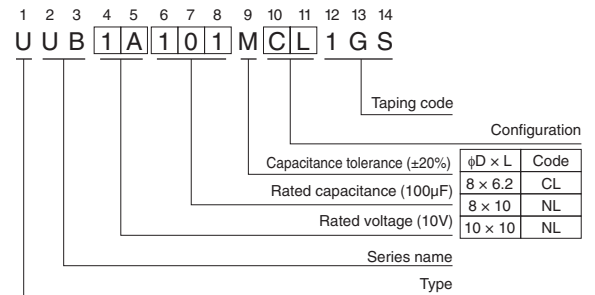 1 2 3 4 5 6 7 8 9 10 11 12 13 14
U U B 1 A 1 0 1 M C L 1 G S
Taping code
Configuration
ϕD × L Code
8 × 6.2 CL
8 × 10 NL
10 × 10 NL
Capacitance tolerance (±20%)
Rated capacitance (100µF)
Rated voltage (10V)
Series name
Type